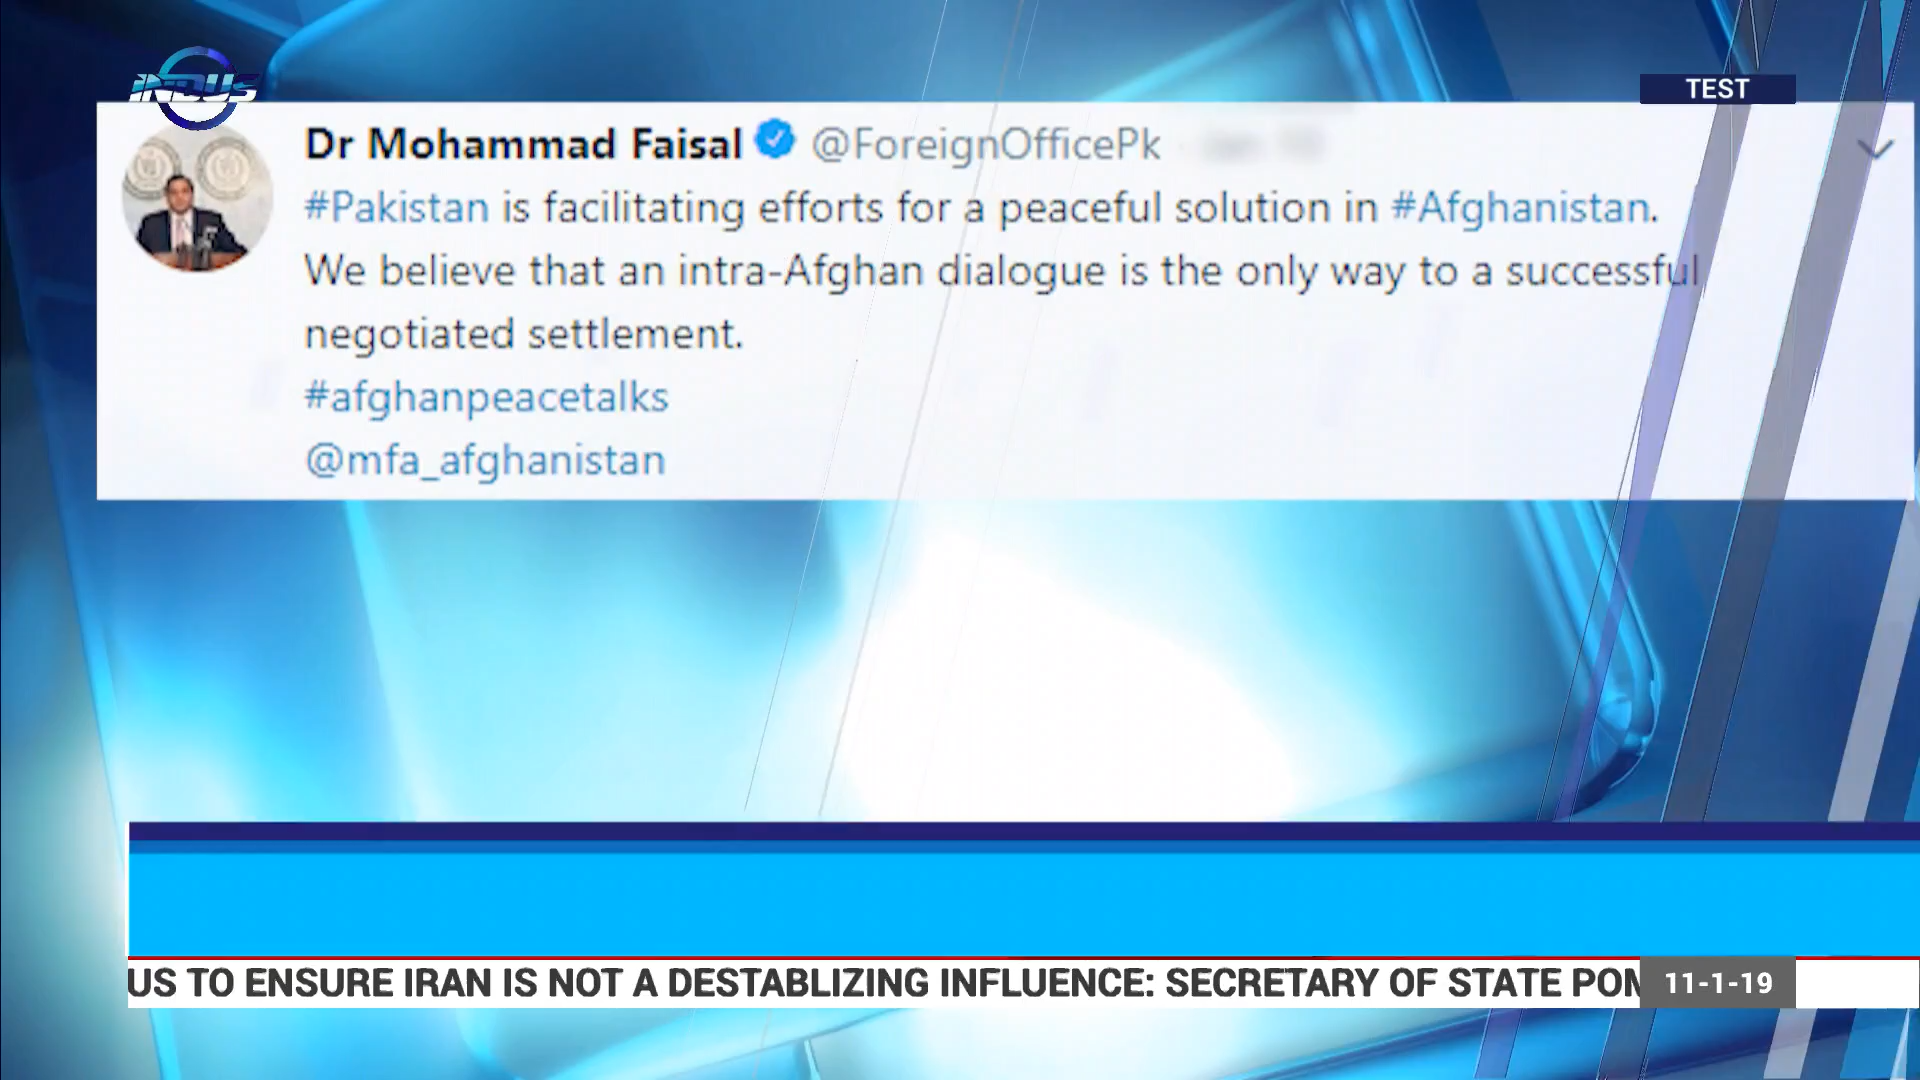 INDUS
TEST
Dr Mohammad Faisal @ForeignOfficePk
#Pakistan is facilitating efforts for a peaceful solution in #Afghanistan.
We believe that an intra-Afghan dialogue is the only way to a successful
negotiated settlement.
#afghanpeacetalks
@mfa_afghanistan
US TO ENSURE IRAN IS NOT A DESTABLIZING INFLUENCE: SECRETARY OF STATE
11-1-19